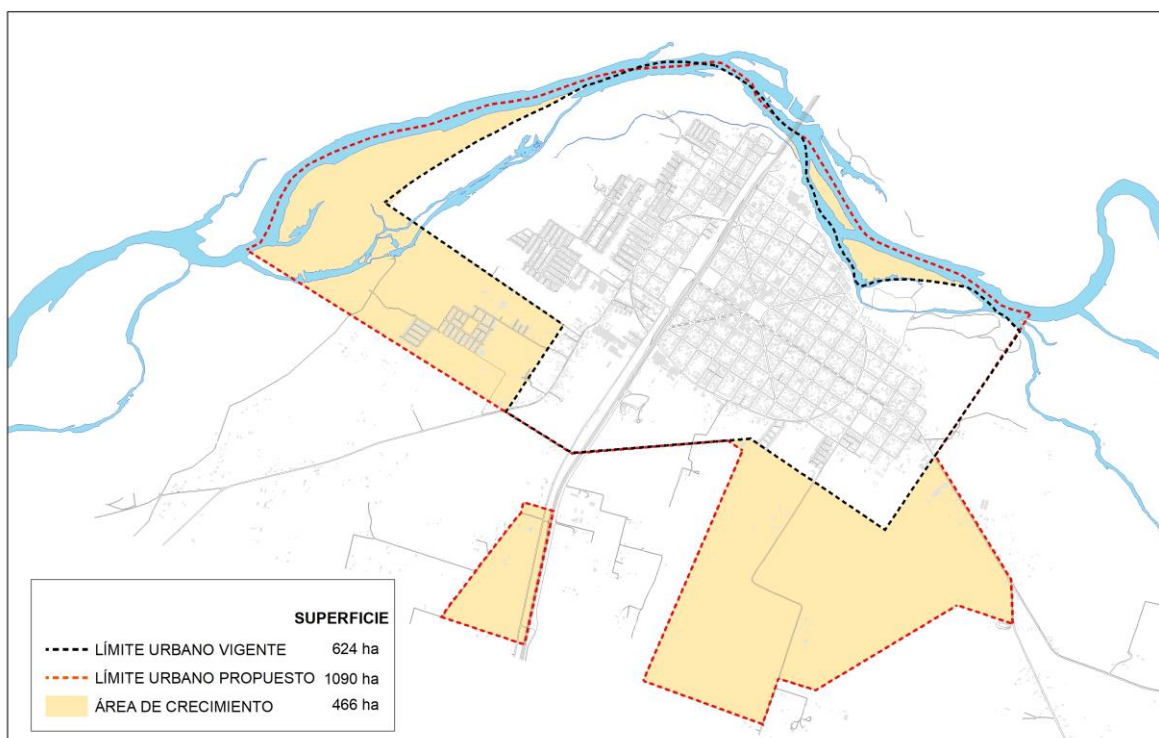 SUPERFICIE
LÍMITE URBANO VIGENTE 624 ha
LÍMITE URBANO PROPUESTO 1090 ha
ÁREA DE CRECIMIENTO 466 ha